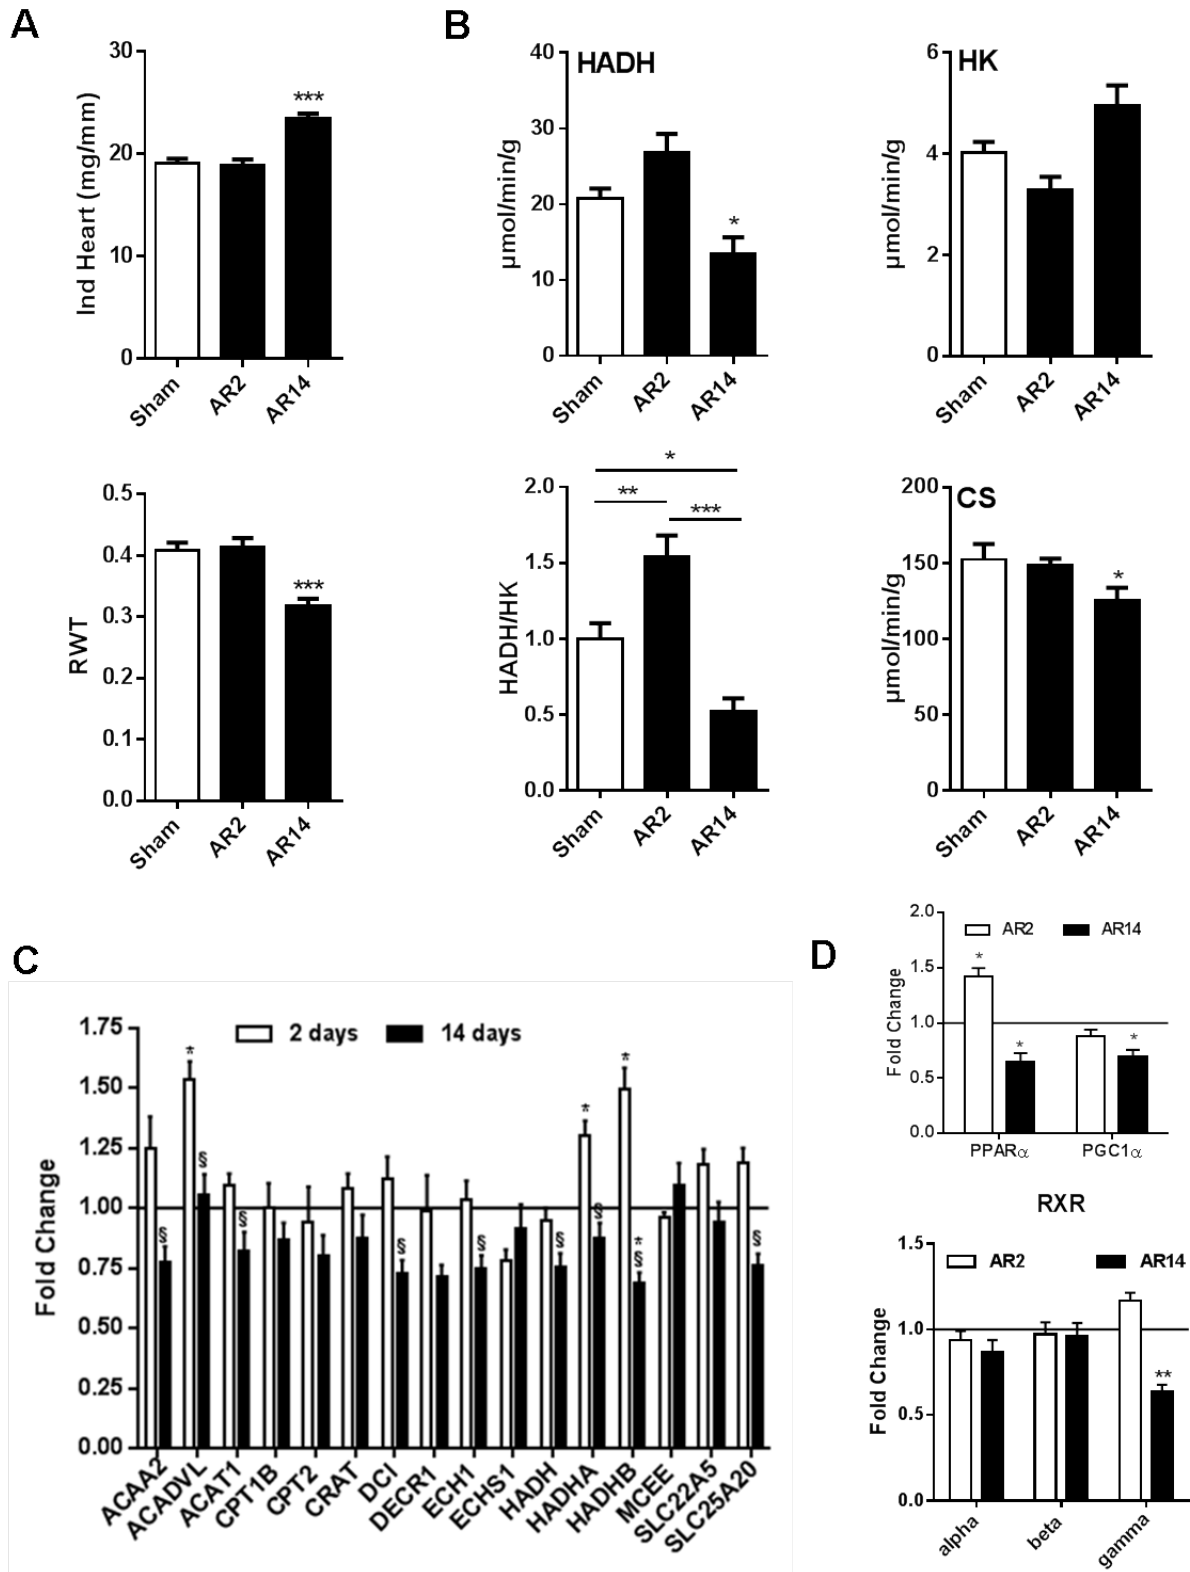 A
30
20
10
0
Ind Heart (mg/mm)
***
Sham
AR2
AR14
0.5
0.4
0.3
0.2
0.1
0.0
RWT
***
Sham
AR2
AR14
B
HADH
40
30
20
10
0
µmol/min/g
*
Sham
AR2
AR14
HK
6
4
2
0
µmol/min/g
Sham
AR2
AR14
2.0
1.5
1.0
0.5
0.0
HADH/HK
*
**
***
Sham
AR2
AR14
CS
200
150
100
50
0
µmol/min/g
*
Sham
AR2
AR14
C
1.75
1.50
1.25
1.00
0.75
0.50
0.25
0.00
Fold Change
2 days
14 days
§
*
§
§
§
§
§
*
§
*
*
§
§
ACAA2
ACADVL
ACAT1
CPT1B
CPT2
CRAT
DCI
DECR1
ECH1
ECHS1
HADH
HADHA
HADHB
MCEE
SLC22A5
SLC25A20
D
2.0
1.5
1.0
0.5
0.0
Fold Change
AR2
AR14
*
*
*
PPARα
PGC1α
RXR
1.5
1.0
0.5
0.0
Fold Change
AR2
AR14
**
alpha
beta
gamma